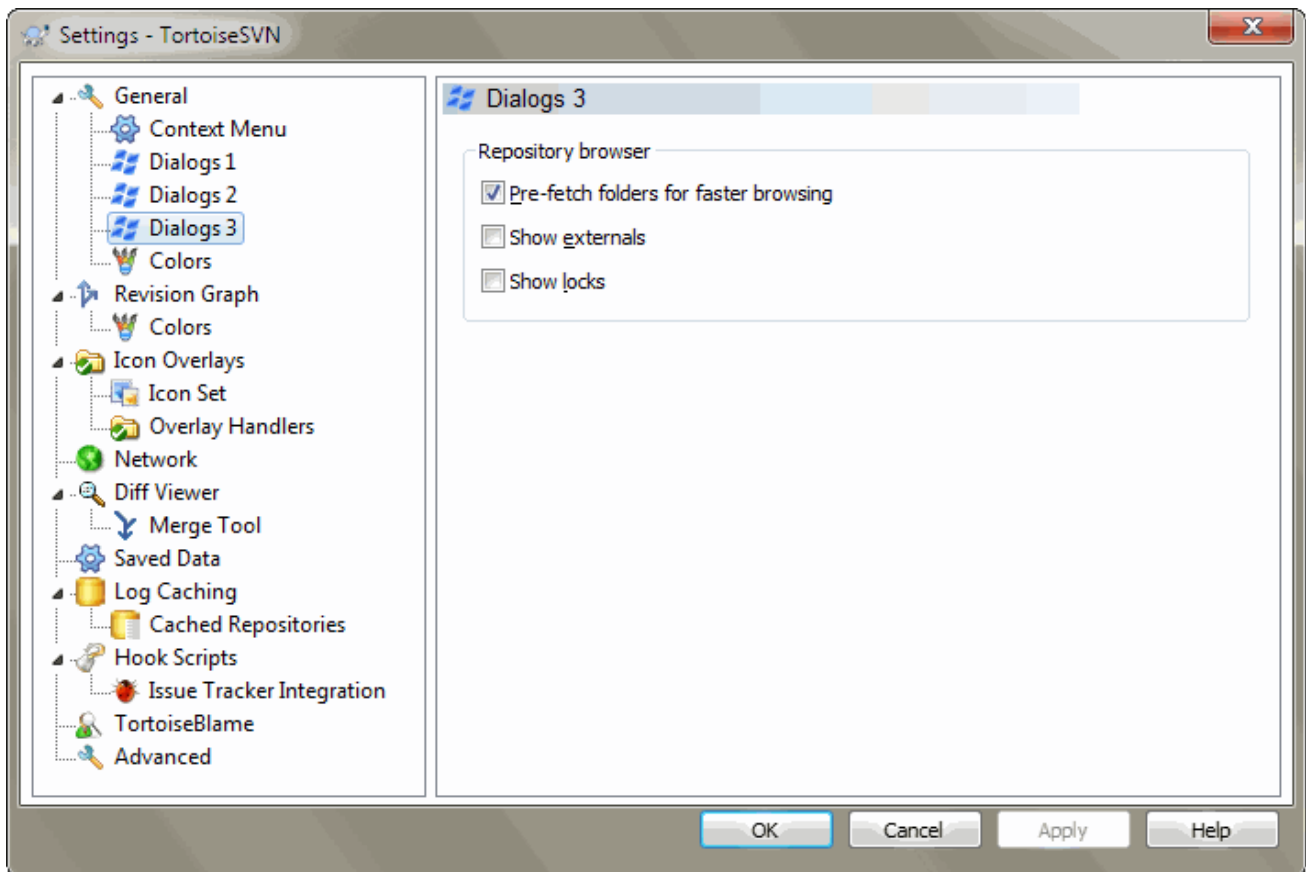 Settings - TortoiseSVN
General
Context Menu
Dialogs 1
Dialogs 2
Dialogs 3
Colors
Revision Graph
Colors
Icon Overlays
Icon Set
Overlay Handlers
Network
Diff Viewer
Merge Tool
Saved Data
Log Caching
Cached Repositories
Hook Scripts
Issue Tracker Integration
TortoiseBlame
Advanced
Dialogs 3
Repository browser
Pre-fetch folders for faster browsing
Show externals
Show locks
OK
Cancel
Apply
Help